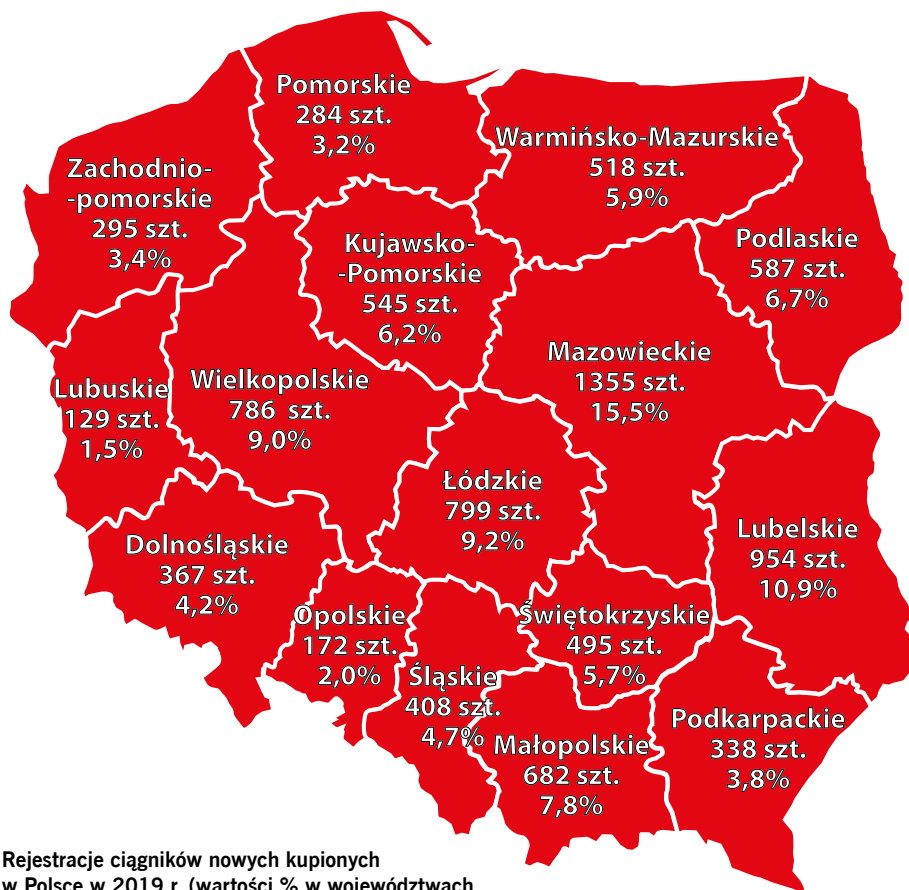 Pomorskie
284 szt.
3,2%
Warmińsko-Mazurskie
518 szt.
5,9%
Zachodnio-
-pomorskie
295 szt.
3,4%
Kujawsko-
-Pomorskie
545 szt.
6,2%
Podlaskie
587 szt.
6,7%
Mazowieckie
1355 szt.
15,5%
Lubuskie
129 szt.
1,5%
Wielkopolskie
786 szt.
9,0%
Łódzkie
799 szt.
9,2%
Lubelskie
954 szt.
10,9%
Dolnośląskie
367 szt.
4,2%
Opolskie
172 szt.
2,0%
Śląskie
408 szt.
4,7%
Świętokrzyskie
495 szt.
5,7%
Małopolskie
682 szt.
7,8%
Podkarpackie
338 szt.
3,8%
Rejestracje ciągników nowych kupionych
w Polsce w 2019 r. (wartości % w województwach